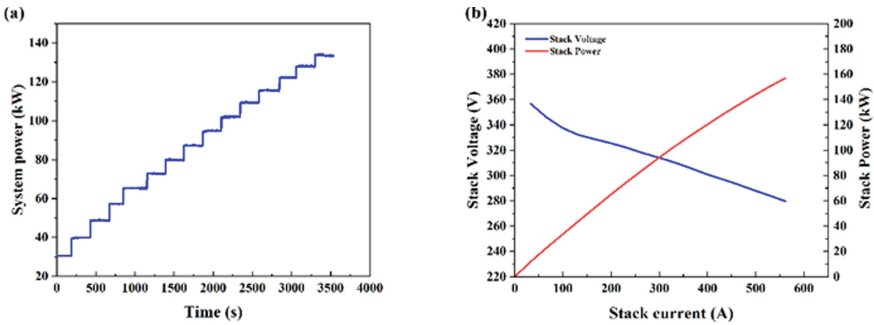 (a)
System power (kW)
140
120
100
80
60
40
20
0 500 1000 1500 2000 2500 3000 3500 4000
Time (s)
(b)
Stack Voltage (V)
420
400
380
360
340
320
300
280
260
240
220
Stack Voltage
Stack Power
200
180
160
140
120
100
80
60
40
20
0
Stack Power (kW)
0 100 200 300 400 500 600
Stack current (A)